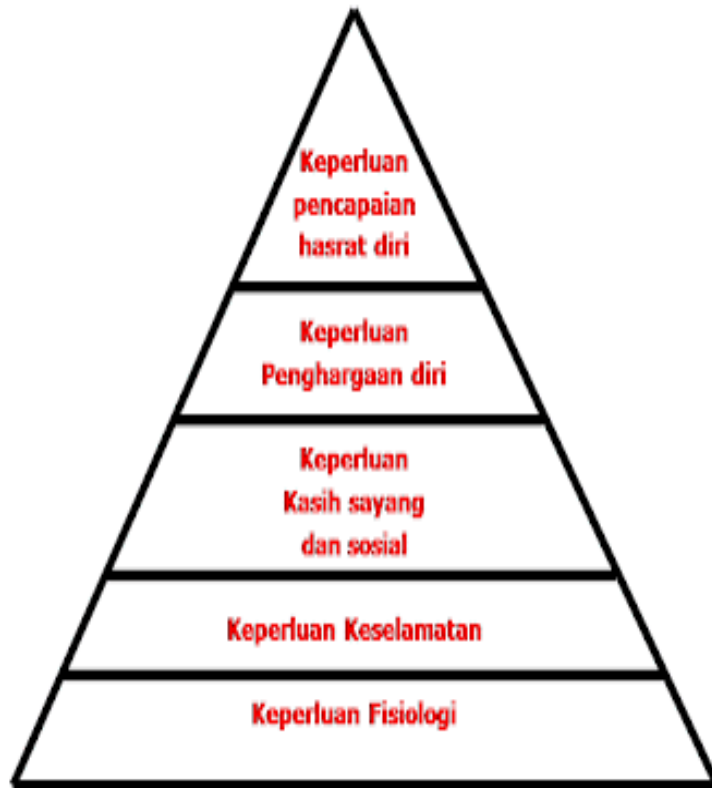 Keperluan
pencapaian
hasrat diri
Keperluan
Penghargaan diri
Keperluan
Kasih sayang
dan sosial
Keperluan Keselamatan
Keperluan Fisiologi